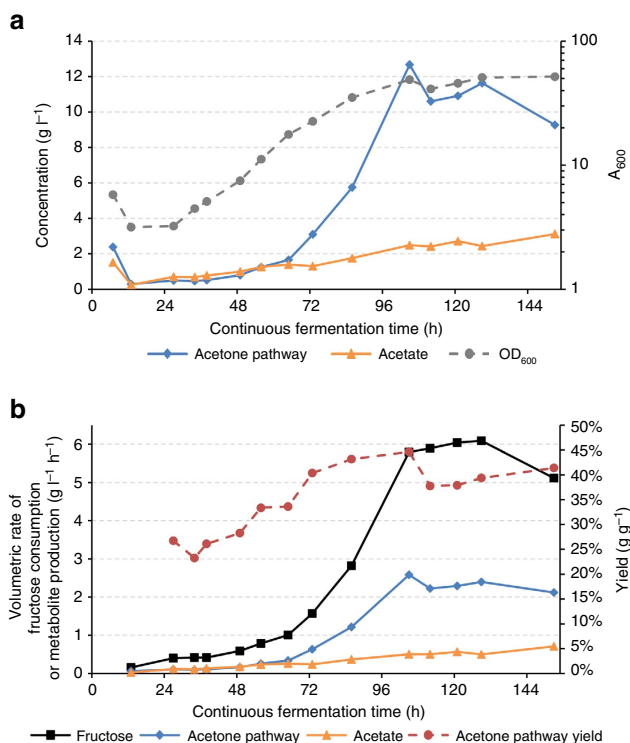 a
14
12
10
8
6
4
2
0
Concentration (g l⁻¹)
100
10
1
A₆₀₀
0 24 48 72 96 120 144
Continuous fermentation time (h)
Acetone pathway Acetate OD₆₀₀
b
6
5
4
3
2
1
0
Volumetric rate of
fructose consumption
or metabolite production (g l⁻¹ h⁻¹)
50%
45%
40%
35%
30%
25%
20%
15%
10%
5%
0%
Yield (g g⁻¹)
0 24 48 72 96 120 144
Continuous fermentation time (h)
Fructose Acetone pathway Acetate Acetone pathway yield